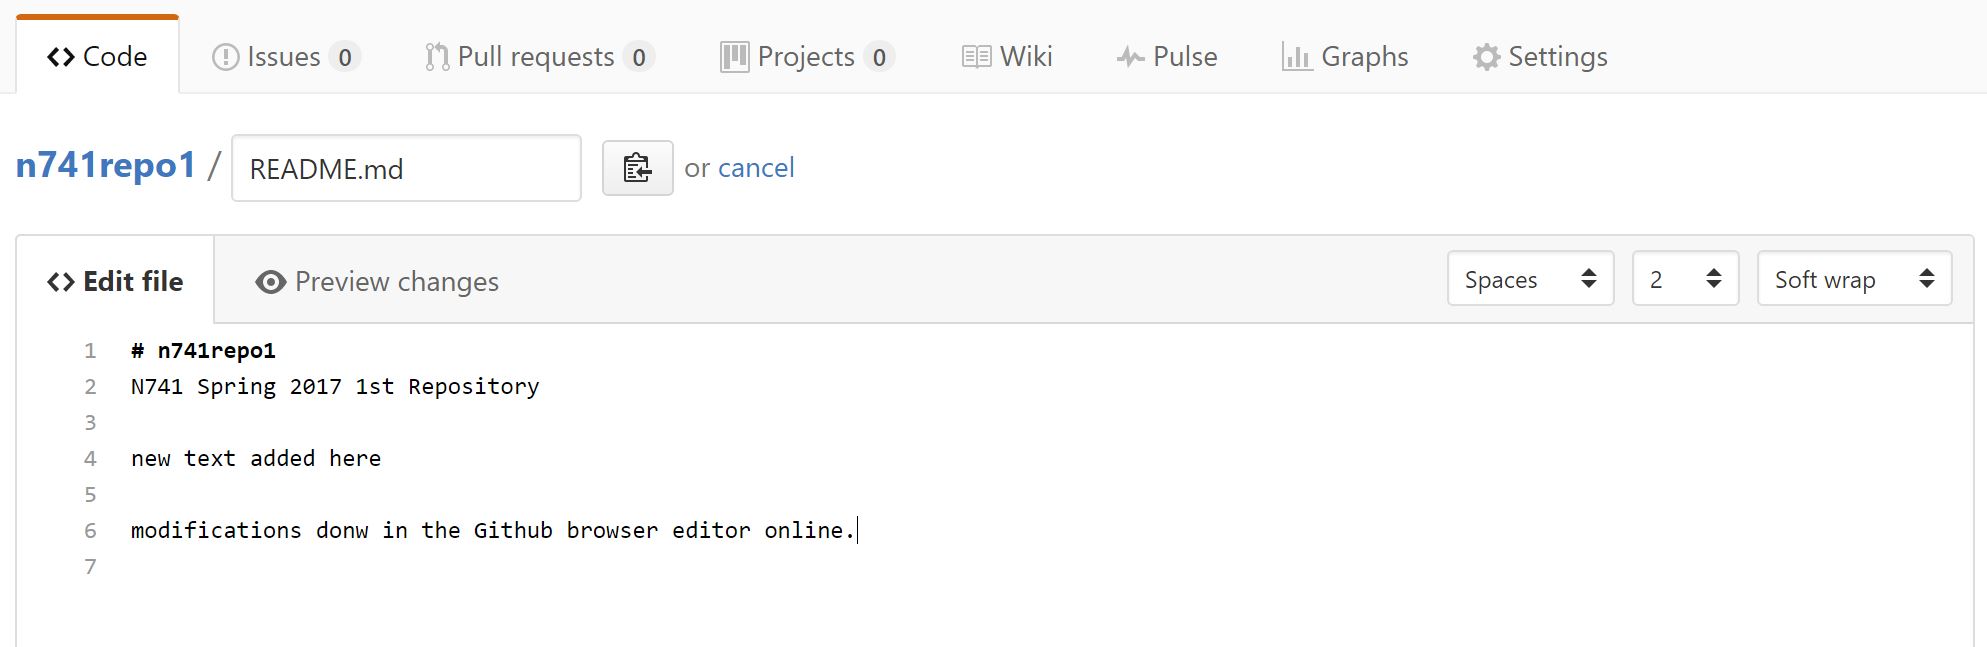 Code Issues 0 Pull requests 0 Projects 0 Wiki Pulse Graphs Settings
n741repo1 / README.md or cancel
Edit file Preview changes Spaces 2 Soft wrap
1 # n741repo1
2 N741 Spring 2017 1st Repository
3
4 new text added here
5
6 modifications donw in the Github browser editor online.
7